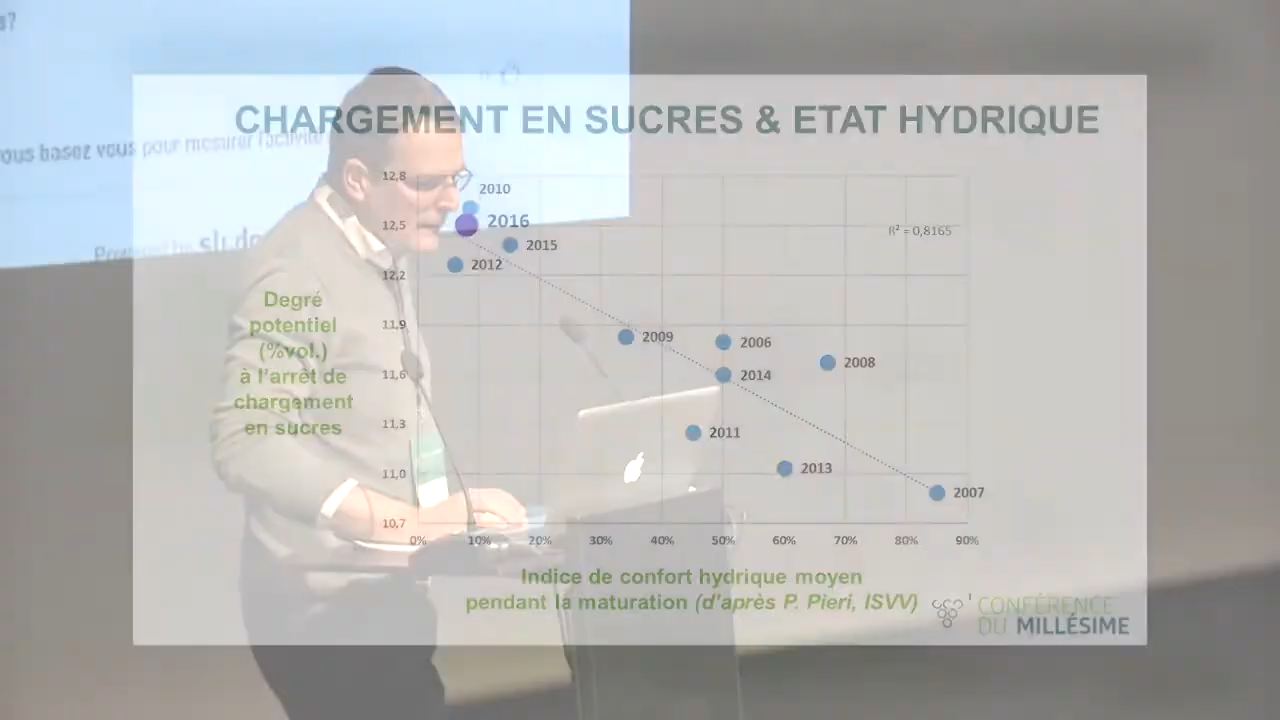 vous basez vous pour mesurer l'activité
CHARGEMENT EN SUCRES & ETAT HYDRIQUE
12,8
2010
12,5
2016
R² = 0,8165
2015
12,2
2012
Degré
potentiel
(%vol.)
à l'arrêt de
chargement
en sucres
11,9
2009
2006
2008
11,6
2014
11,3
2011
11,0
2013
2007
10,7
0% 10% 20% 30% 40% 50% 60% 70% 80% 90%
Indice de confort hydrique moyen
pendant la maturation (d'après P. Pieri, ISVV)
CONFÉRENCE
DU MILLÉSIME